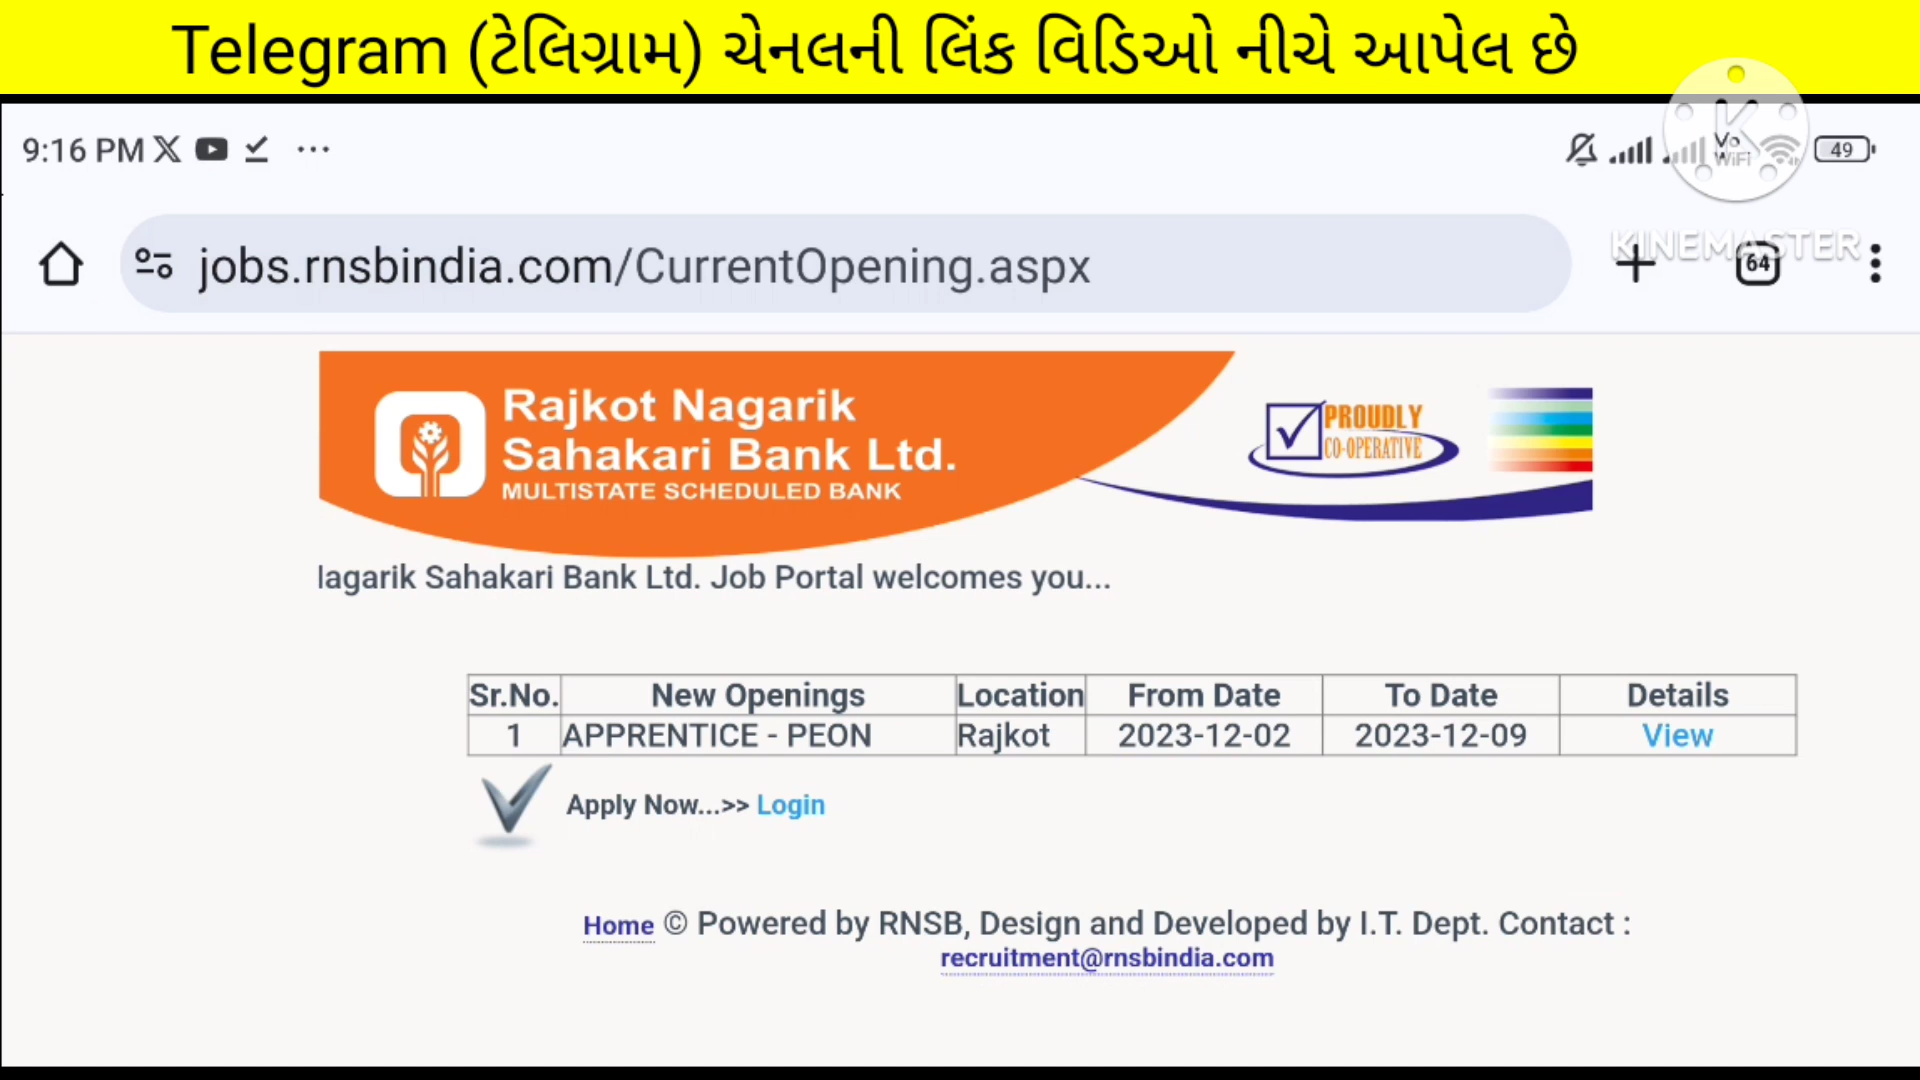 Telegram (ટેલિગ્રામ) ચેનલની લિંક વિડિઓ નીચે આપેલ છે
9:16 PM
Vo WiFi
49
jobs.rnsbindia.com/CurrentOpening.aspx
64
KINEMASTER
Rajkot Nagarik
Sahakari Bank Ltd.
MULTISTATE SCHEDULED BANK
PROUDLY
CO-OPERATIVE
lagarik Sahakari Bank Ltd. Job Portal welcomes you...
Sr.No. New Openings Location From Date To Date Details
1 APPRENTICE - PEON Rajkot 2023-12-02 2023-12-09 View
Apply Now...>> Login
Home © Powered by RNSB, Design and Developed by I.T. Dept. Contact :
recruitment@rnsbindia.com